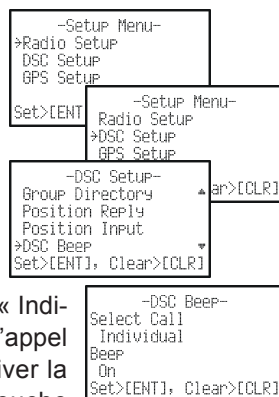 -Setup Menu-
→Radio Setup
DSC Setup
GPS Setup
Set>[ENT
-Setup Menu-
Radio Setup
→DSC Setup
GPS Setup
ar>[CLR]
-DSC Setup-
Group Directory ▲
Position Reply
Position Input
→DSC Beep ▼
Set>[ENT], Clear>[CLR]
« Indi-
’appel
iver la
-DSC Beep-
Select Call
Individual
Beep
On
Set>[ENT], Clear>[CLR]